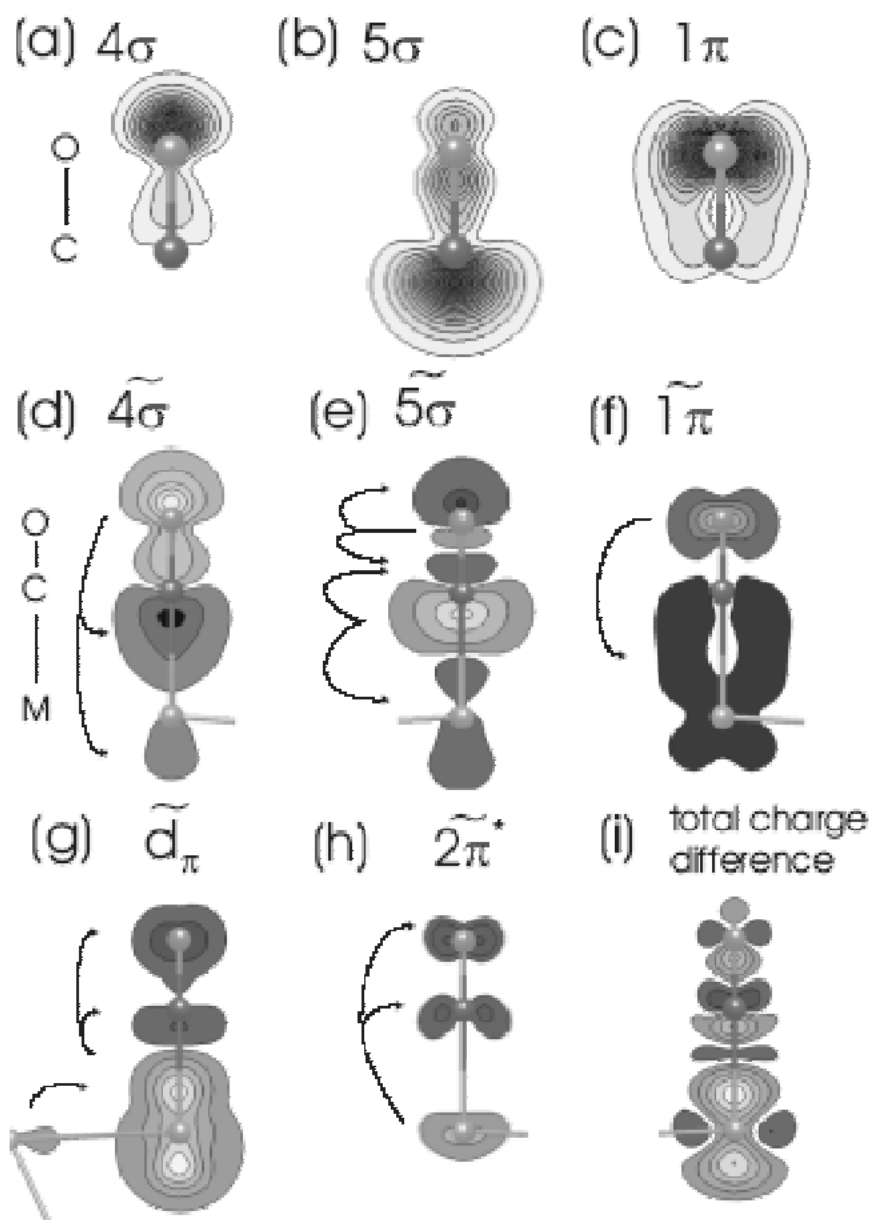 (a) 4σ
(b) 5σ
(c) 1π
O
C
(d) 4σ̃
(e) 5σ̃
(f) 1π̃
O
C
M
(g) d̃π
(h) 2π̃*
(i) total charge
difference